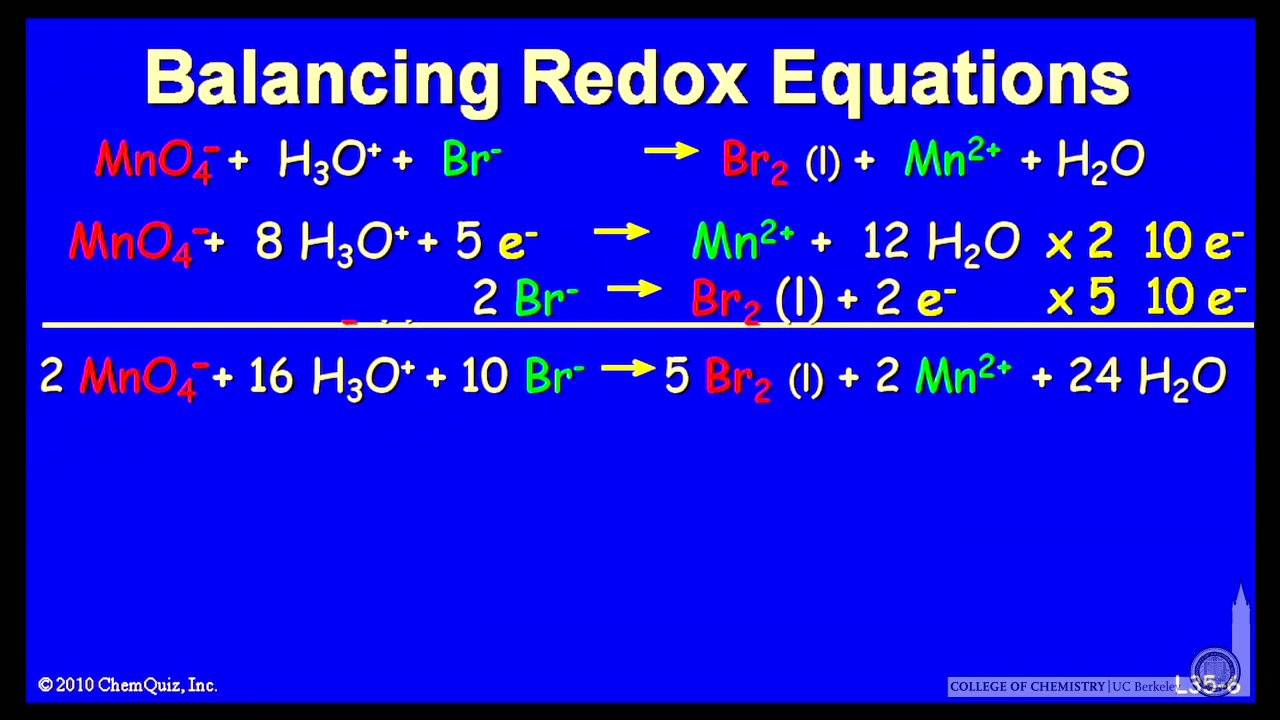 Balancing Redox Equations
MnO₄⁻ + H₃O⁺ + Br⁻ → Br₂ (l) + Mn²⁺ + H₂O
MnO₄⁻ + 8 H₃O⁺ + 5 e⁻ → Mn²⁺ + 12 H₂O x 2 10 e⁻
2 Br⁻ → Br₂ (l) + 2 e⁻ x 5 10 e⁻
2 MnO₄⁻ + 16 H₃O⁺ + 10 Br⁻ → 5 Br₂ (l) + 2 Mn²⁺ + 24 H₂O
© 2010 ChemQuiz, Inc.
COLLEGE OF CHEMISTRY | UC Berkeley
L35-6